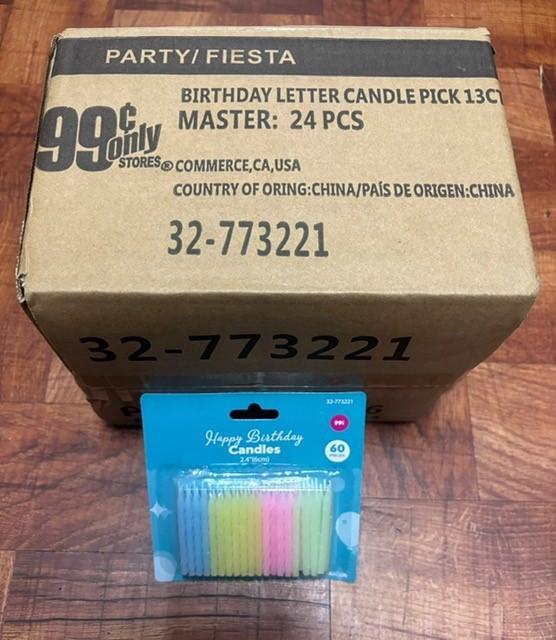 PARTY/ FIESTA
99¢ only
STORES®
BIRTHDAY LETTER CANDLE PICK 13CT
MASTER: 24 PCS
COMMERCE,CA,USA
COUNTRY OF ORING:CHINA/PAÍS DE ORIGEN:CHINA
32-773221
32-773221
32-773221
99¢
Happy Birthday
Candles
2.4"(6cm)
60
PIECES